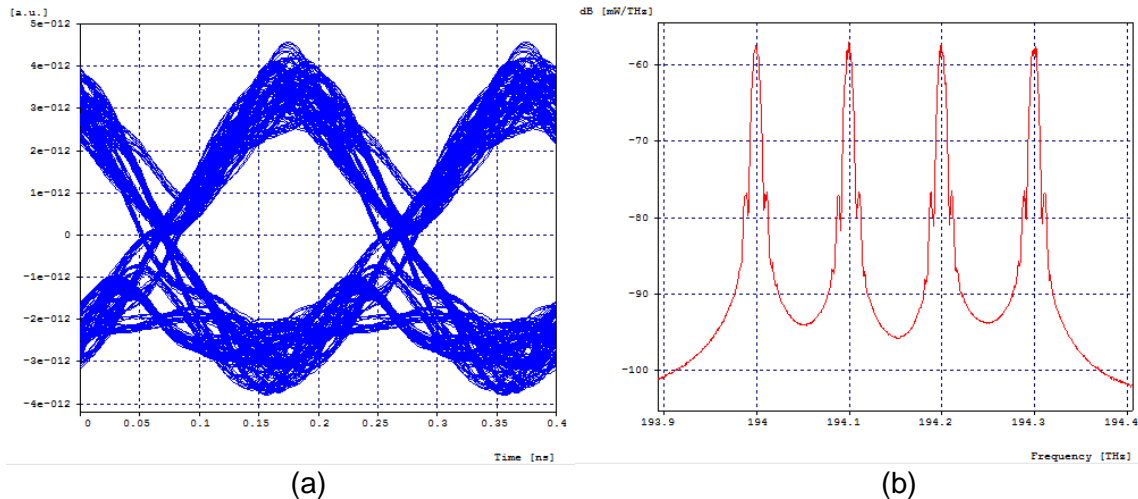 [a.u.]
5e-012
4e-012
3e-012
2e-012
1e-012
0
-1e-012
-2e-012
-3e-012
-4e-012
0 0.05 0.1 0.15 0.2 0.25 0.3 0.35 0.4
Time [ns]
(a)
dB [mW/THz]
-60
-70
-80
-90
-100
193.9 194 194.1 194.2 194.3 194.4
Frequency [THz]
(b)